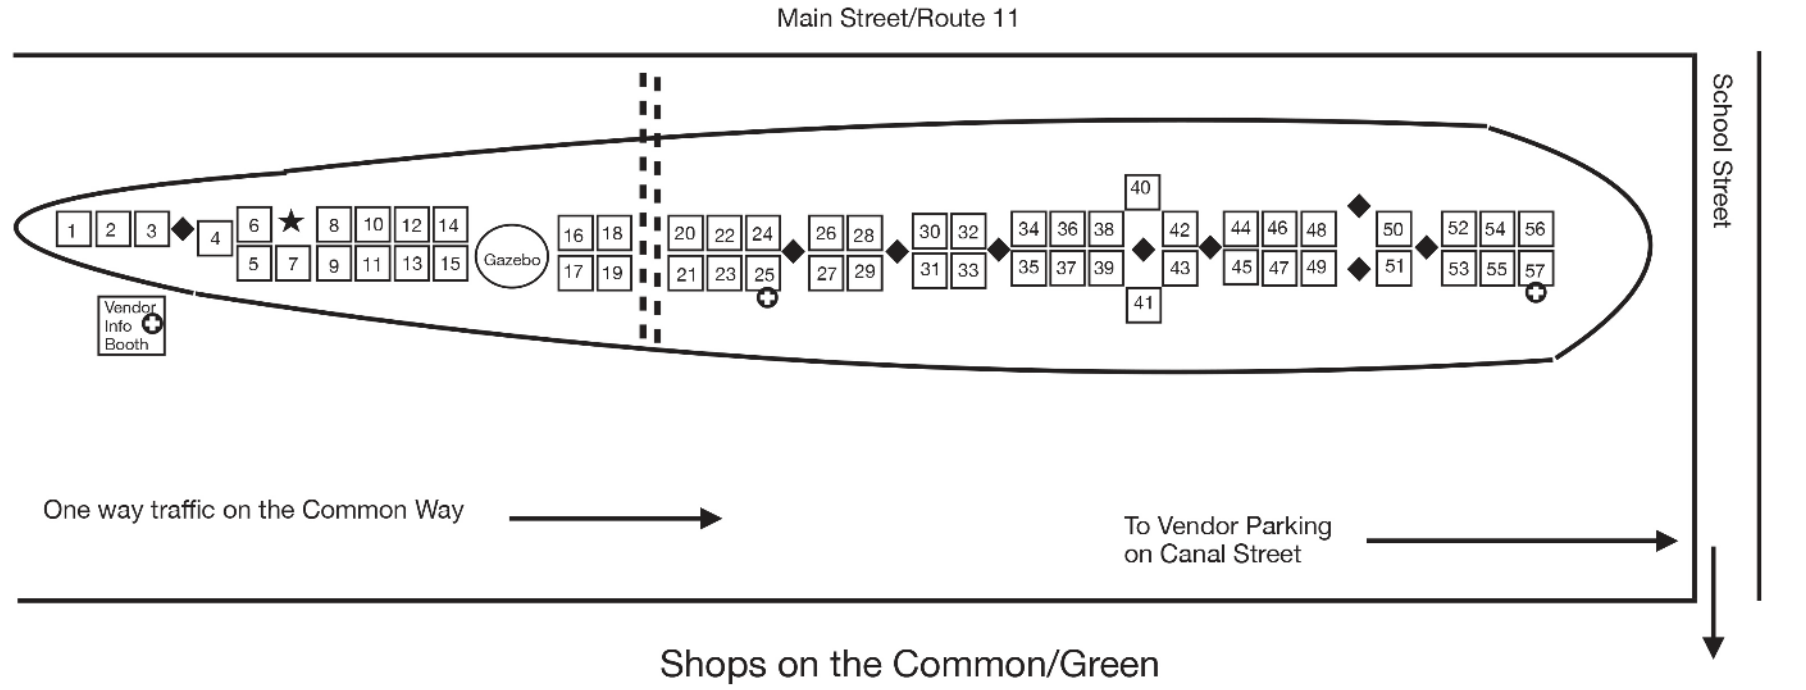 Main Street/Route 11
School Street
40
6 8 10 12 14 16 18 20 22 24 26 28 30 32 34 36 38 42 44 46 48 50 52 54 56
1 2 3 4
Gazebo
5 7 9 11 13 15 17 19 21 23 25 27 29 31 33 35 37 39 43 45 47 49 51 53 55 57
41
Vendor
Info
Booth
One way traffic on the Common Way
To Vendor Parking
on Canal Street
Shops on the Common/Green